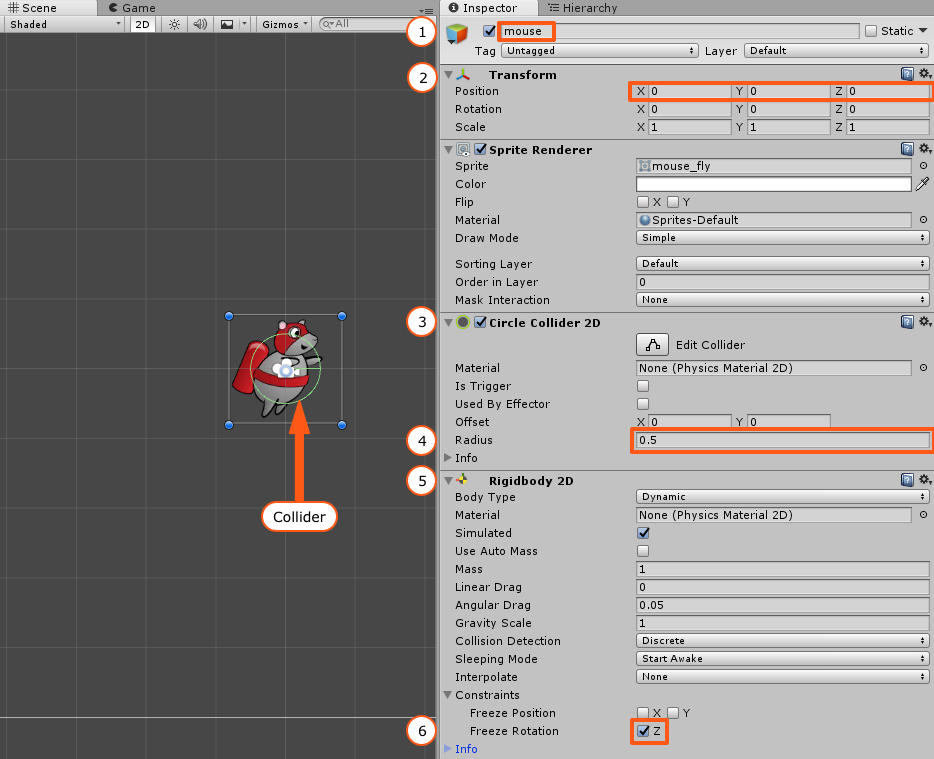 Scene Game
Shaded 2D Gizmos All
Collider
Inspector Hierarchy
1 mouse Static
Tag Untagged Layer Default
2 Transform
Position X 0 Y 0 Z 0
Rotation X 0 Y 0 Z 0
Scale X 1 Y 1 Z 1
Sprite Renderer
Sprite mouse_fly
Color
Flip X Y
Material Sprites-Default
Draw Mode Simple
Sorting Layer Default
Order in Layer 0
Mask Interaction None
3 Circle Collider 2D
Edit Collider
Material None (Physics Material 2D)
Is Trigger
Used By Effector
Offset X 0 Y 0
4 Radius 0.5
Info
5 Rigidbody 2D
Body Type Dynamic
Material None (Physics Material 2D)
Simulated
Use Auto Mass
Mass 1
Linear Drag 0
Angular Drag 0.05
Gravity Scale 1
Collision Detection Discrete
Sleeping Mode Start Awake
Interpolate None
Constraints
Freeze Position X Y
6 Freeze Rotation Z
Info